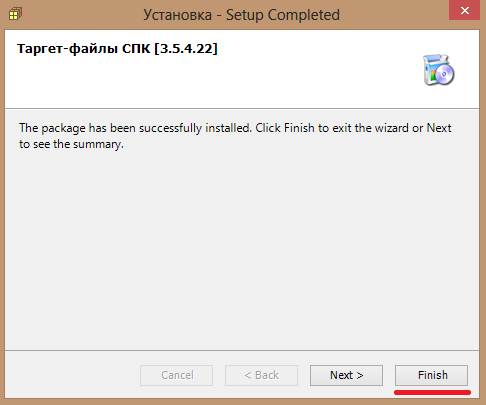 Установка - Setup Completed
Таргет-файлы СПК [3.5.4.22]
The package has been successfully installed. Click Finish to exit the wizard or Next
to see the summary.
Cancel
< Back
Next >
Finish